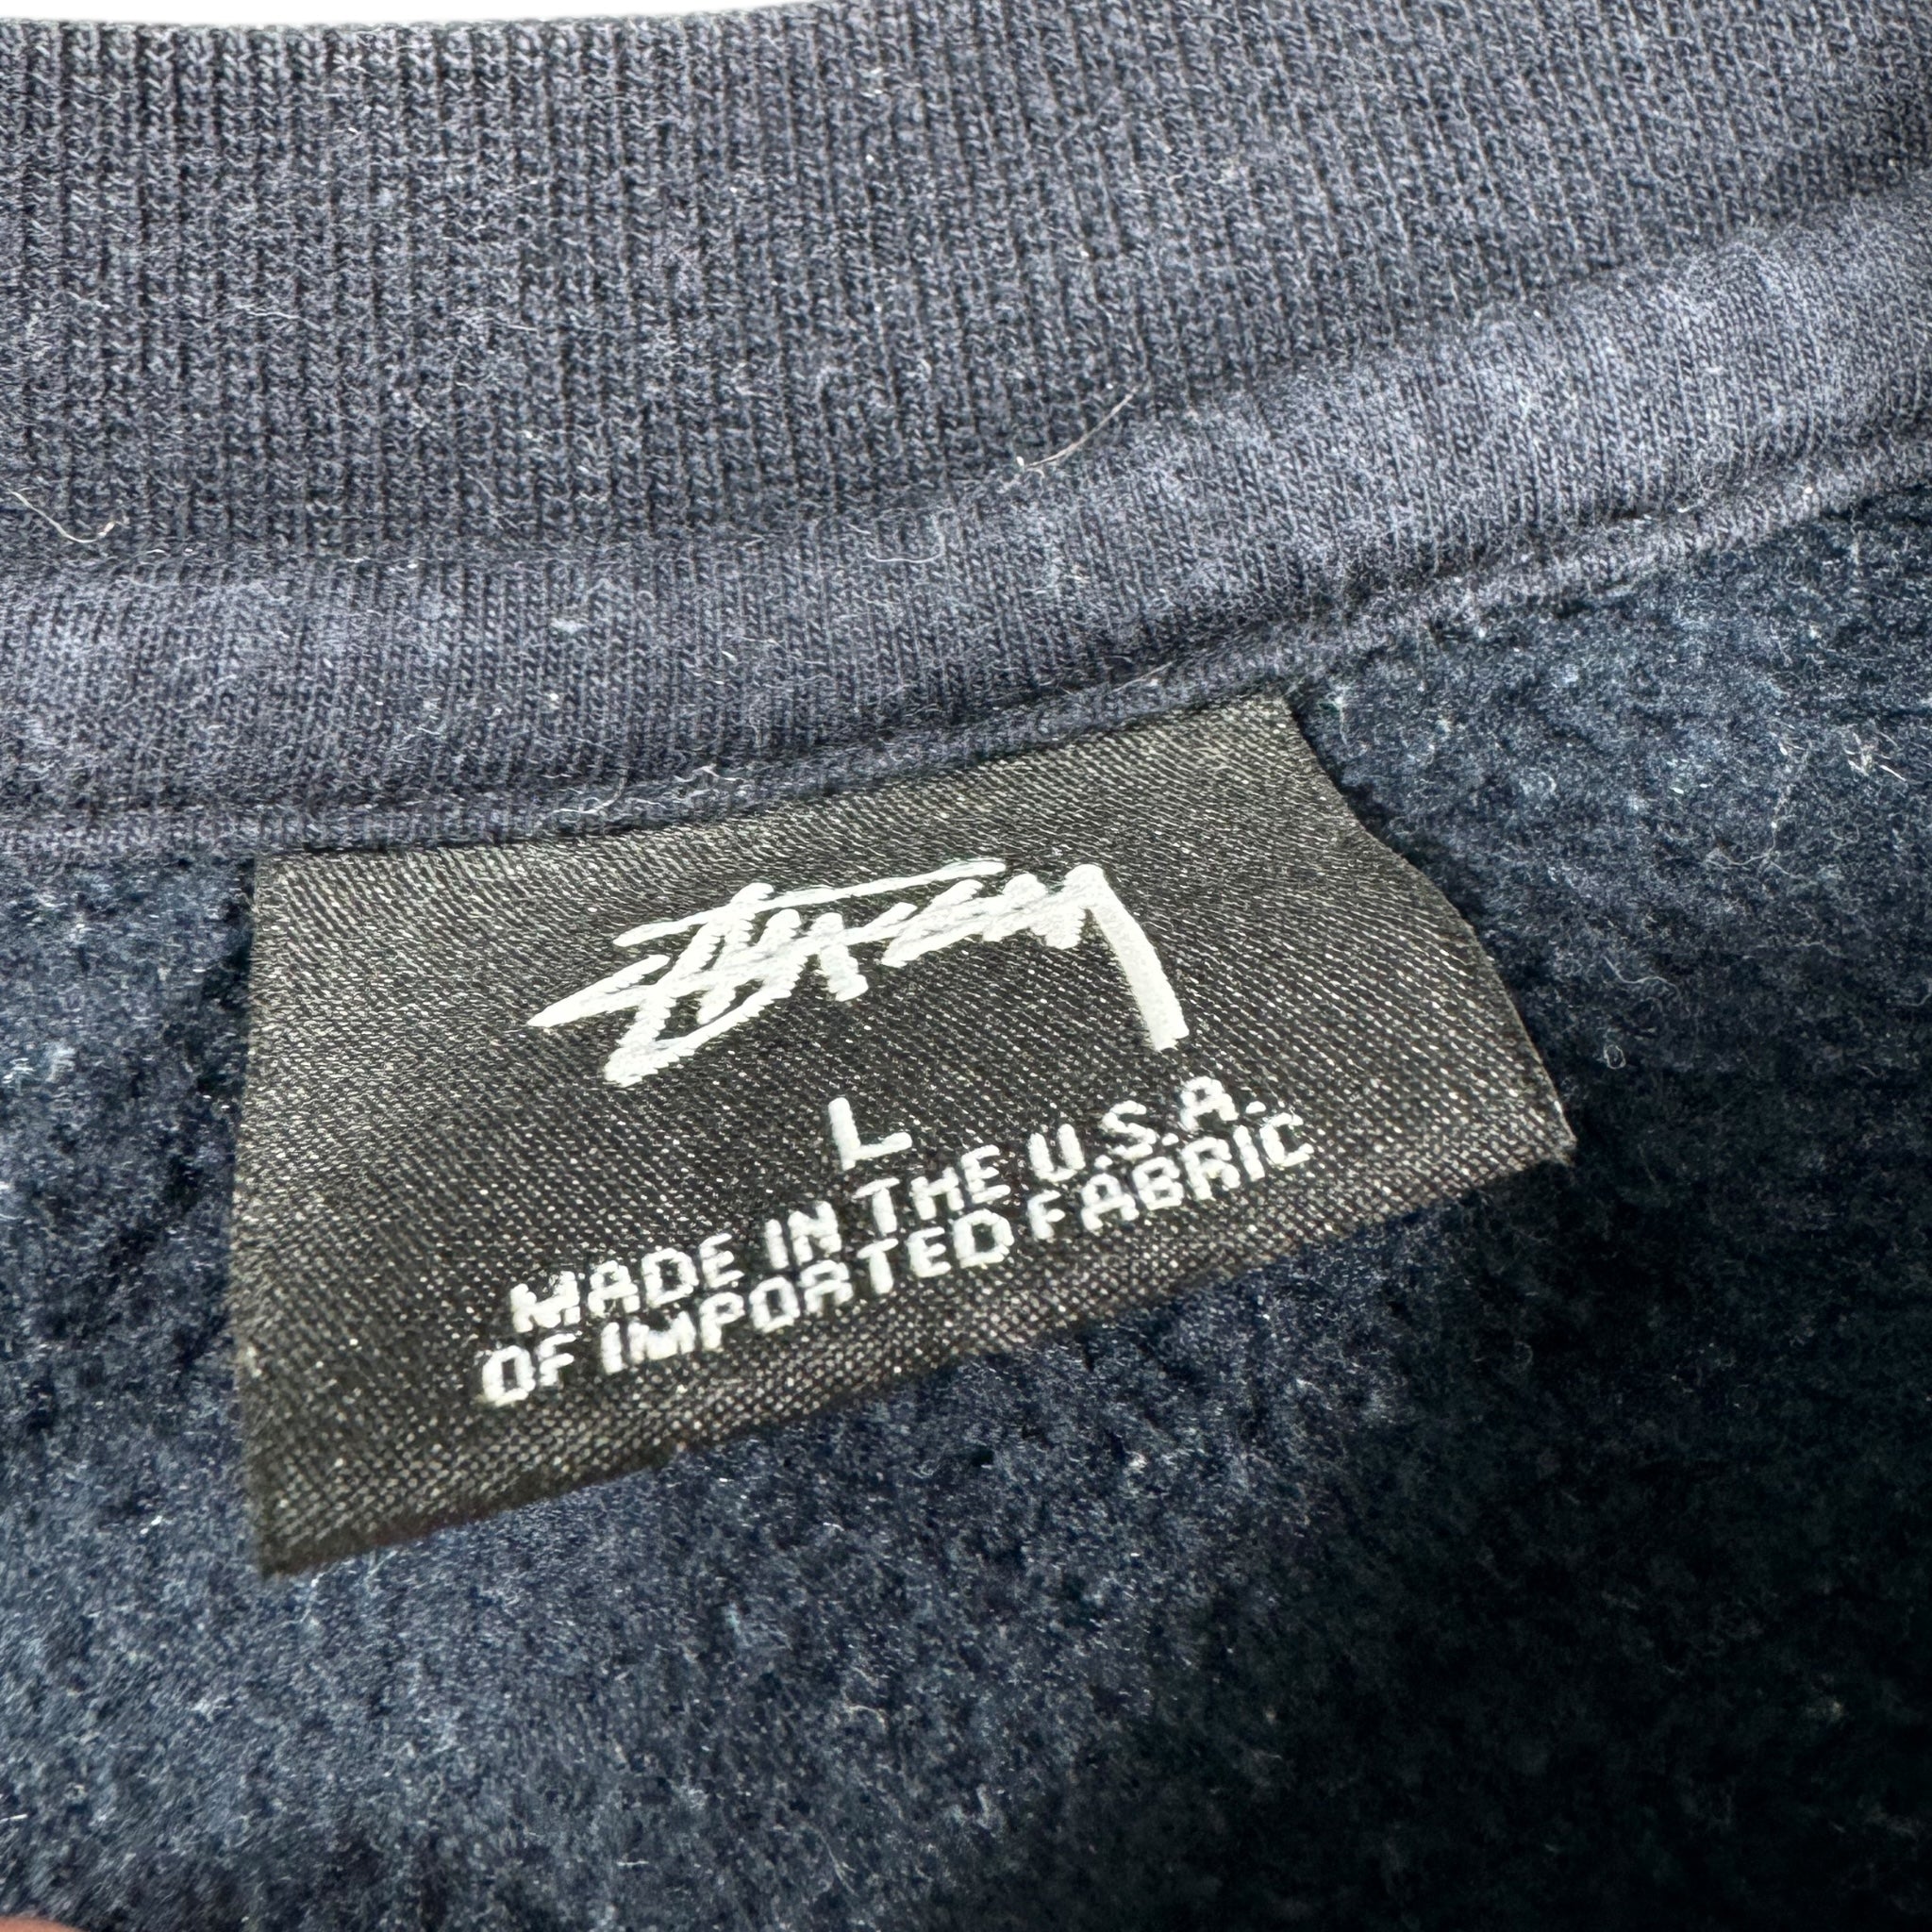 Stüssy
L
MADE IN THE U.S.A.
OF IMPORTED FABRIC